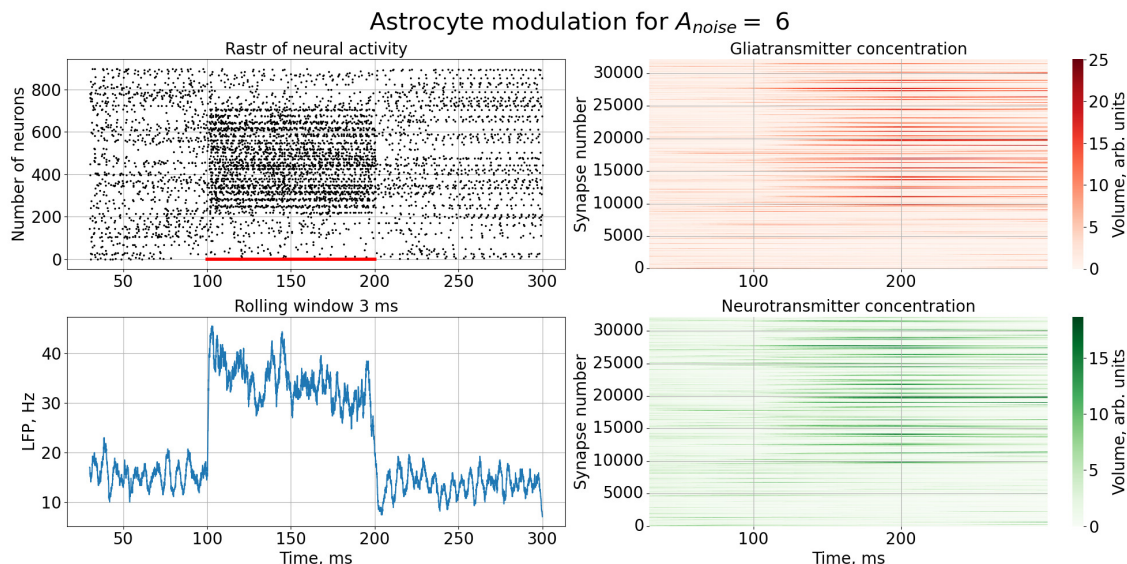 Astrocyte modulation for A_noise = 6
Rastr of neural activity
Number of neurons
800
600
400
200
0
50 100 150 200 250 300
Gliatransmitter concentration
Synapse number
30000
25000
20000
15000
10000
5000
0
100 200
25
20
15
10
5
0
Volume, arb. units
Rolling window 3 ms
LFP, Hz
40
30
20
10
50 100 150 200 250 300
Time, ms
Neurotransmitter concentration
Synapse number
30000
25000
20000
15000
10000
5000
0
100 200
Time, ms
15
10
5
0
Volume, arb. units